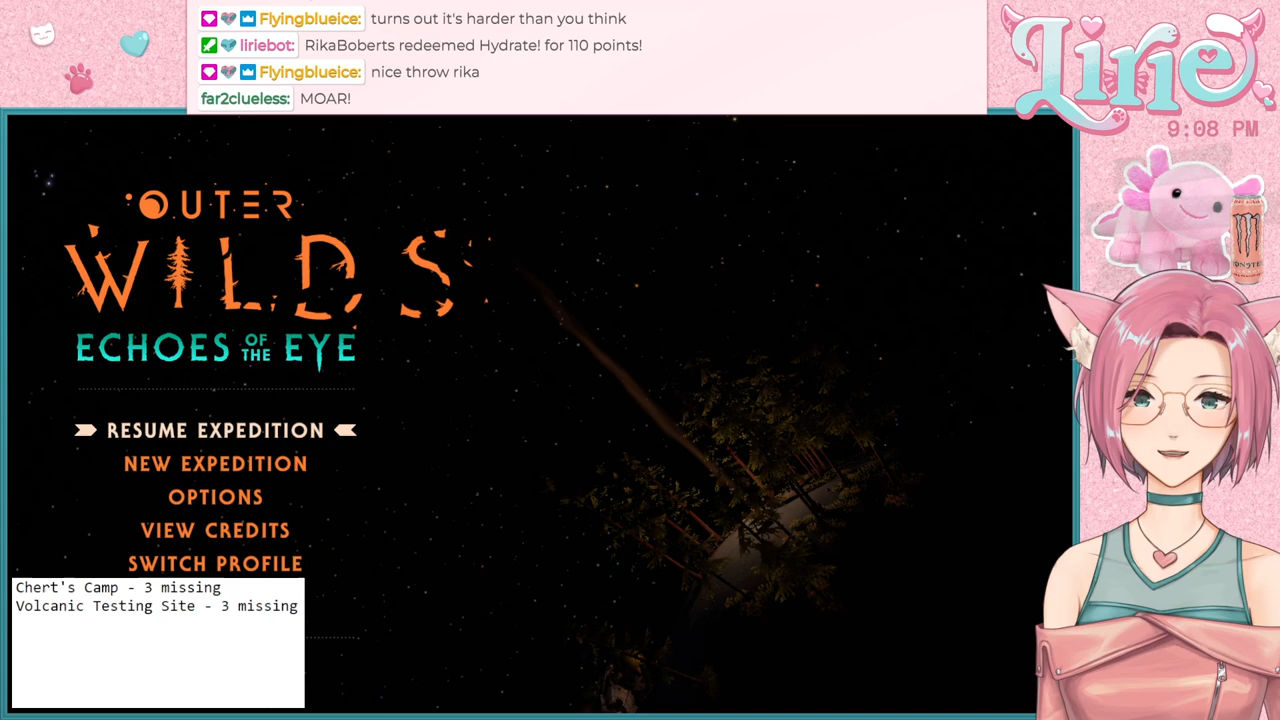 Flyingblueice: turns out it's harder than you think
liriebot: RikaBoberts redeemed Hydrate! for 110 points!
Flyingblueice: nice throw rika
far2clueless: MOAR!
Lirie
9:08 PM
OUTER
WILDS
ECHOES OF THE EYE
RESUME EXPEDITION
NEW EXPEDITION
OPTIONS
VIEW CREDITS
SWITCH PROFILE
Chert's Camp - 3 missing
Volcanic Testing Site - 3 missing
MONSTER